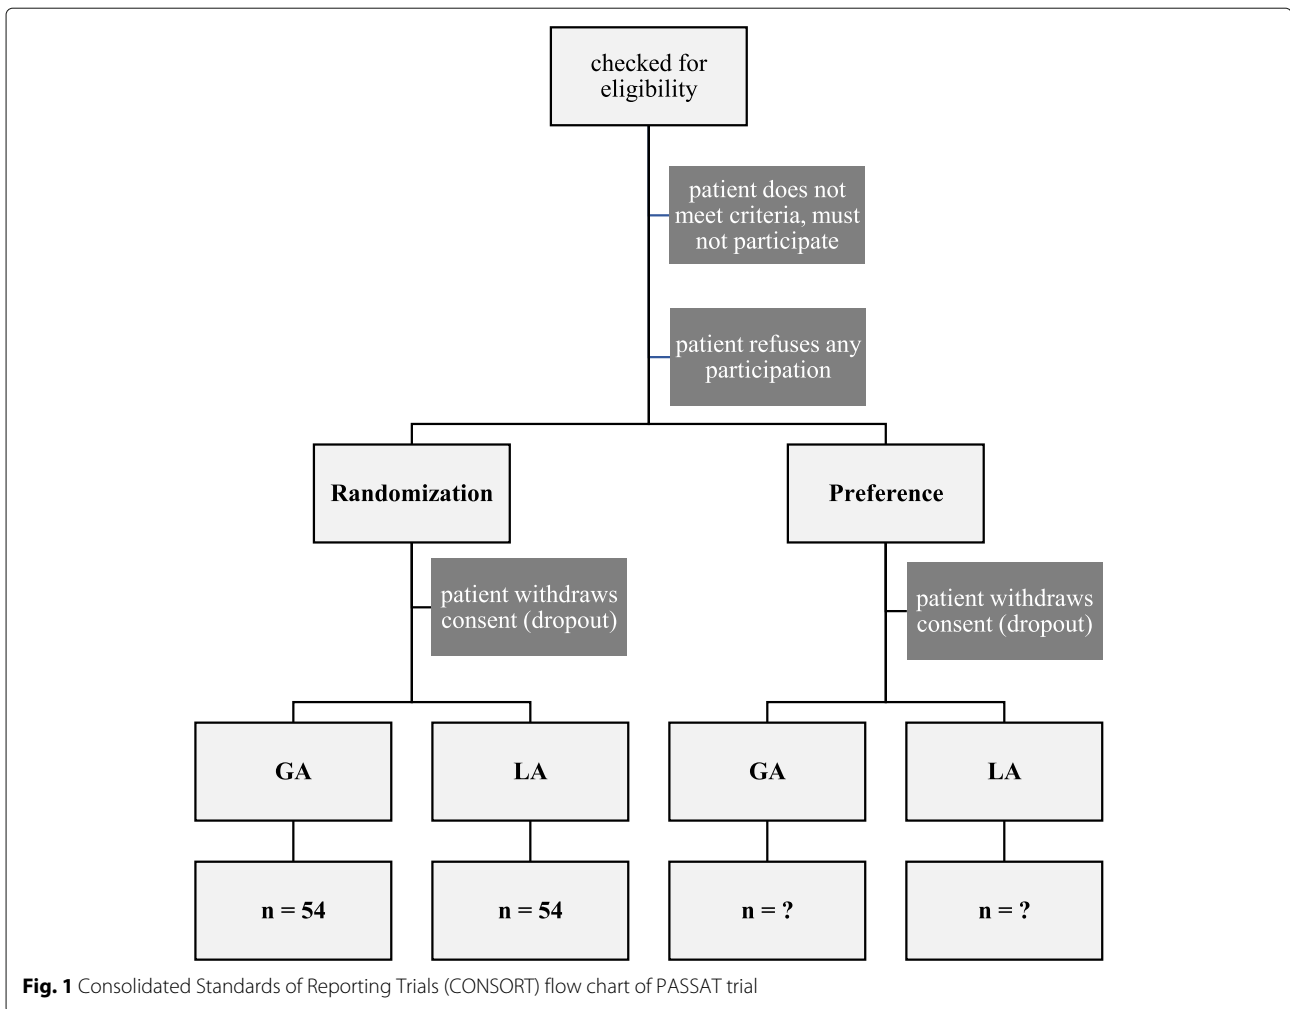 checked for
eligibility
patient does not
meet criteria, must
not participate
patient refuses any
participation
Randomization
Preference
patient withdraws
consent (dropout)
patient withdraws
consent (dropout)
GA
LA
GA
LA
n = 54
n = 54
n = ?
n = ?
Fig. 1 Consolidated Standards of Reporting Trials (CONSORT) flow chart of PASSAT trial